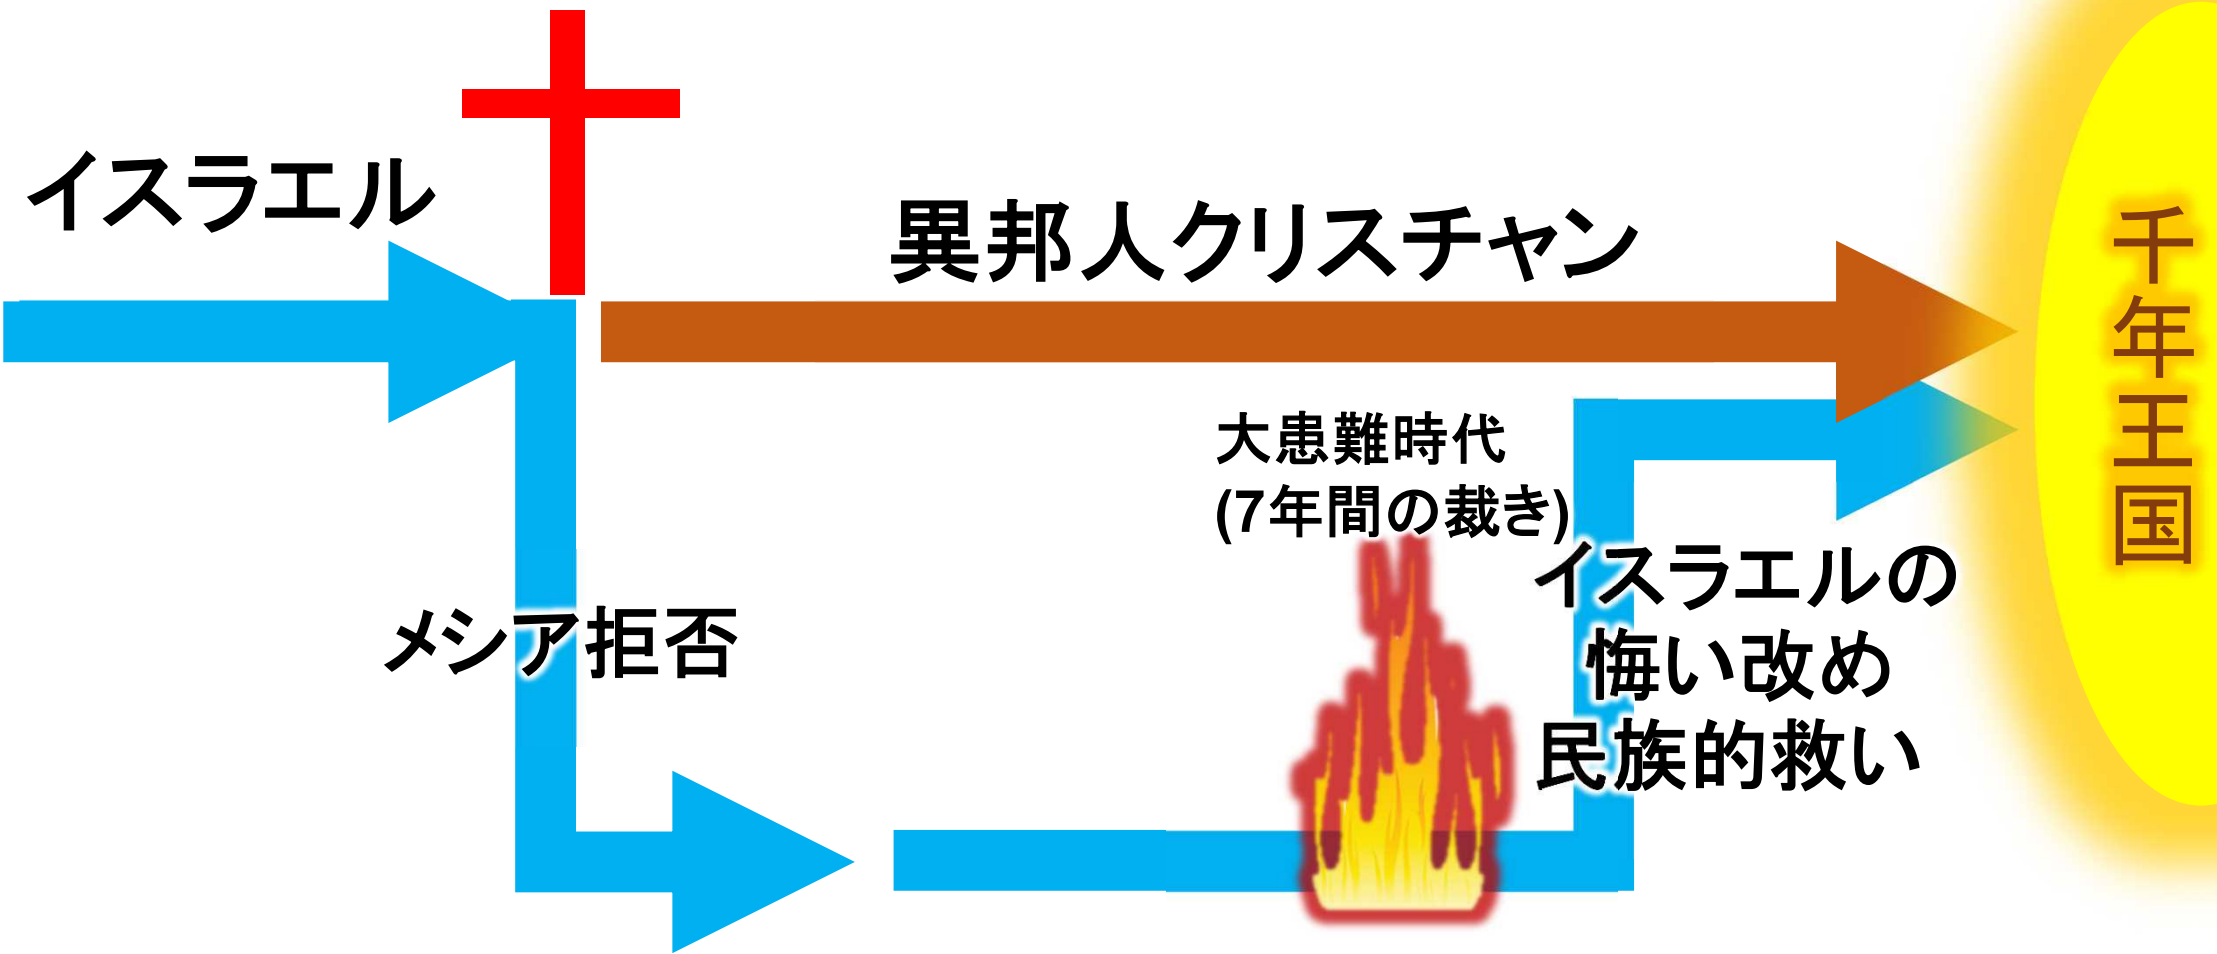 イスラエル
異邦人クリスチャン
大患難時代
(7年間の裁き)
イスラエルの
悔い改め
民族的救い
メシア拒否
千年王国